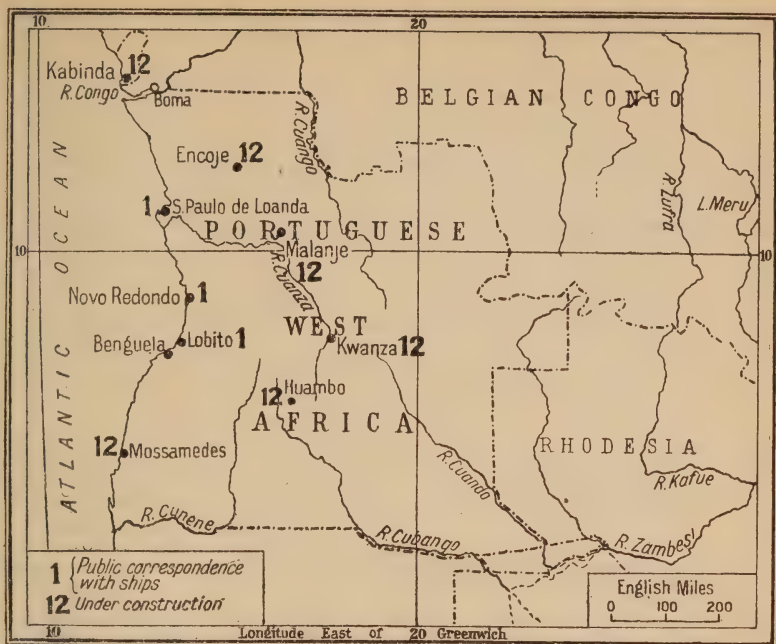 10
20
Kabinda 12
R. Congo
Boma
BELGIAN CONGO
R. Cuango
Encoje 12
R. Lufra
L. Meru
1 S. Paulo de Loanda
PORTUGUESE
Malanje
10
12
R. Cuanza
Novo Redondo 1
WEST
Kwanza 12
Benguela
Lobito 1
Huambo
12
AFRICA
ATLANTIC OCEAN
12 Mossamedes
RHODESIA
R. Cuando
R. Kafue
R. Cunene
R. Cubango
R. Zambesi
1 {Public correspondence
with ships
12 Under construction
English Miles
0 100 200
10
Longitude East of 20 Greenwich